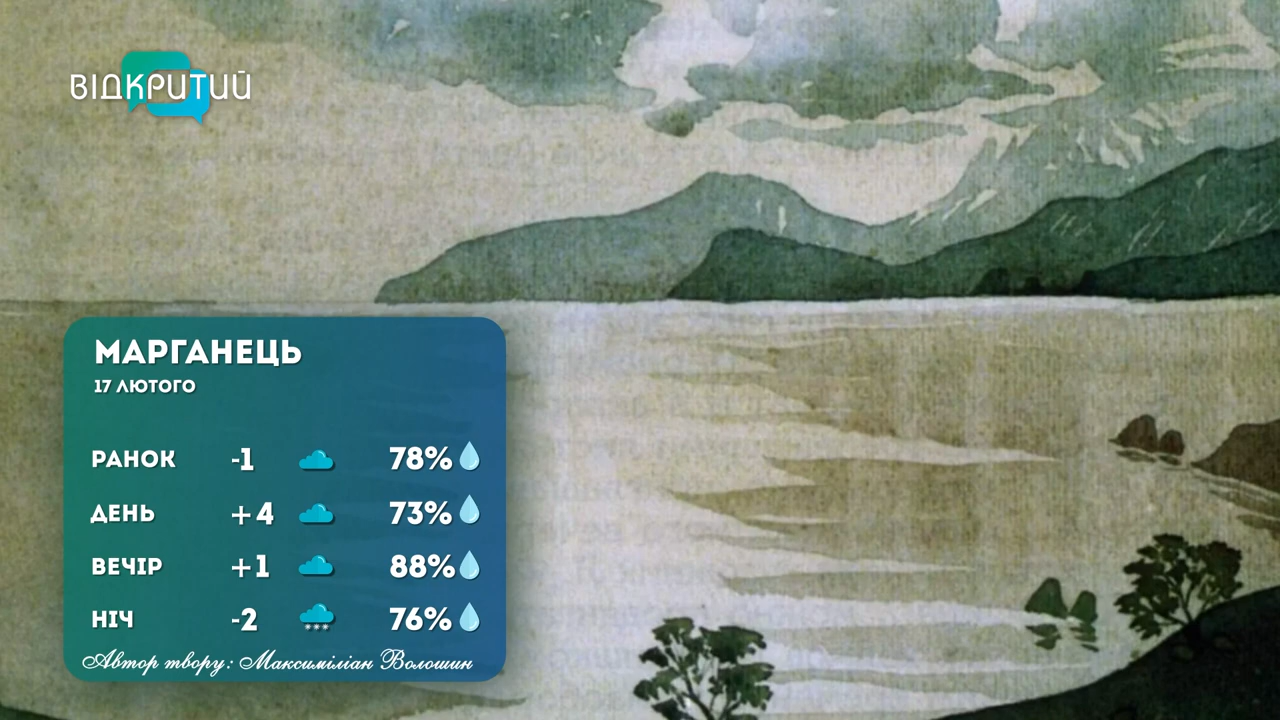 ВІДКРИТИЙ
МАРГАНЕЦЬ
17 ЛЮТОГО
РАНОК -1 78%
ДЕНЬ +4 73%
ВЕЧІР +1 88%
НІЧ -2 76%
Автор твору: Максиміліан Волошин